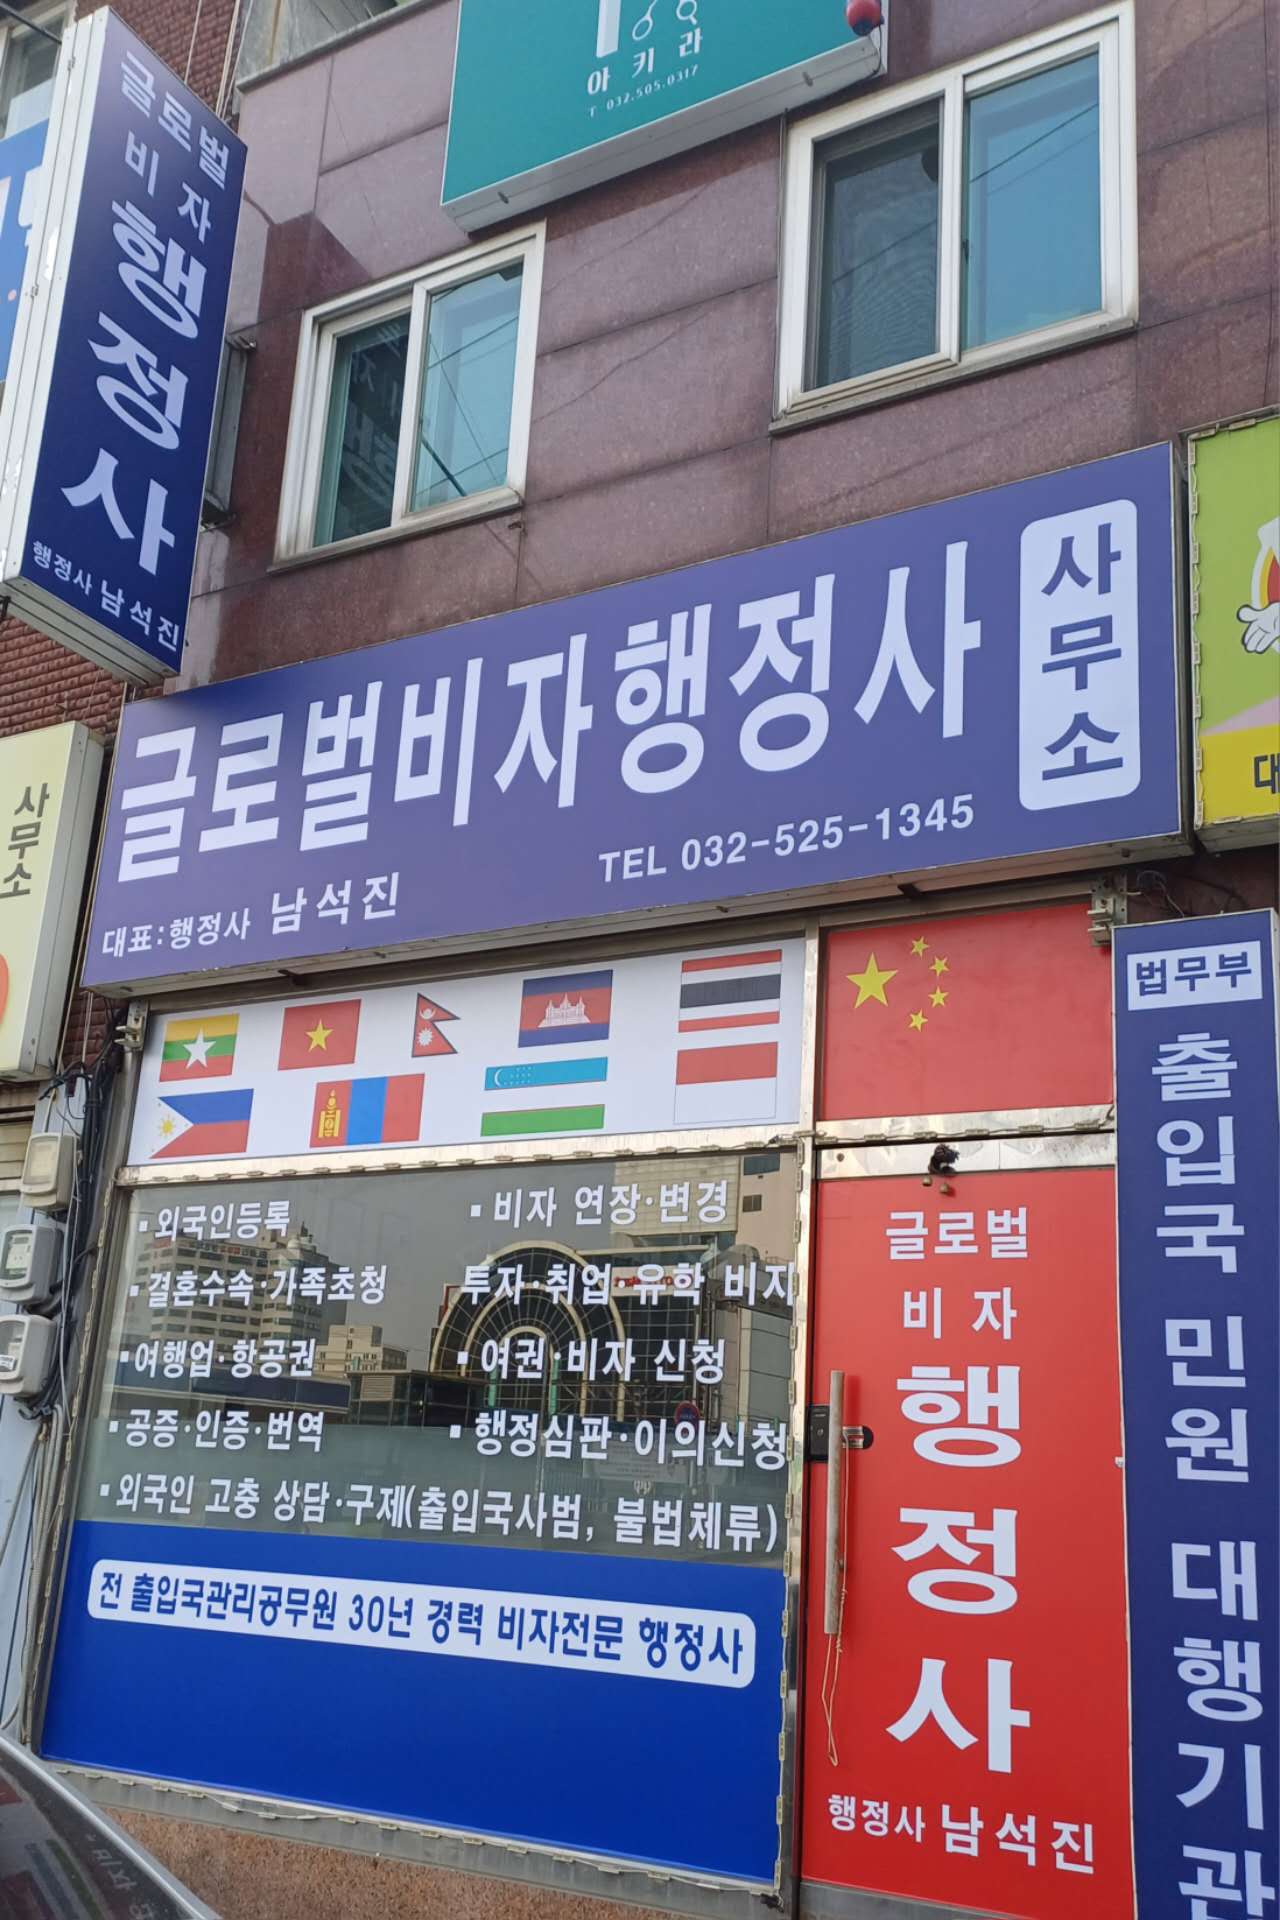 아키라
T 032.505.0317
글로벌
비자
행정사
행정사 남석진
글로벌비자행정사
사무소
TEL 032-525-1345
대표:행정사 남석진
사무소
대
법무부
출입국 민원 대행기관
▪외국인등록
▪비자 연장·변경
▪결혼수속·가족초청
투자·취업·유학 비자
▪여행업·항공권
▪여권·비자 신청
▪공증·인증·번역
▪행정심판·이의신청
▪외국인 고충 상담·구제(출입국사범, 불법체류)
전 출입국관리공무원 30년 경력 비자전문 행정사
글로벌
비자
행정사
행정사 남석진